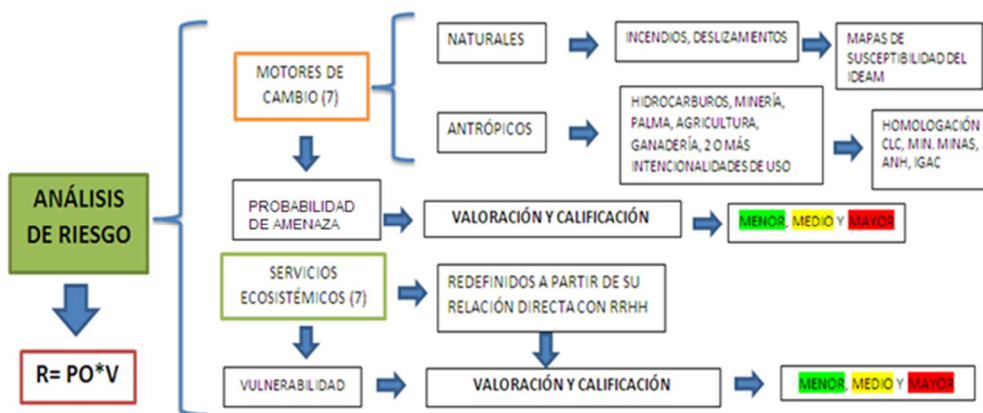 ANÁLISIS
DE RIESGO
R= PO*V
MOTORES DE
CAMBIO (7)
NATURALES
INCENDIOS, DESLIZAMIENTOS
MAPAS DE
SUSCEPTIBILIDAD DEL
IDEAM
ANTRÓPICOS
HIDROCARBUROS, MINERÍA,
PALMA, AGRICULTURA,
GANADERÍA, 2 O MÁS
INTENCIONALIDADES DE USO
HOMOLOGACIÓN
CLC, MIN. MINAS,
ANH, IGAC
PROBABILIDAD
DE AMENAZA
VALORACIÓN Y CALIFICACIÓN
MENOR, MEDIO Y MAYOR
SERVICIOS
ECOSISTÉMICOS (7)
REDEFINIDOS A PARTIR DE SU
RELACIÓN DIRECTA CON RRHH
VULNERABILIDAD
VALORACIÓN Y CALIFICACIÓN
MENOR, MEDIO Y MAYOR